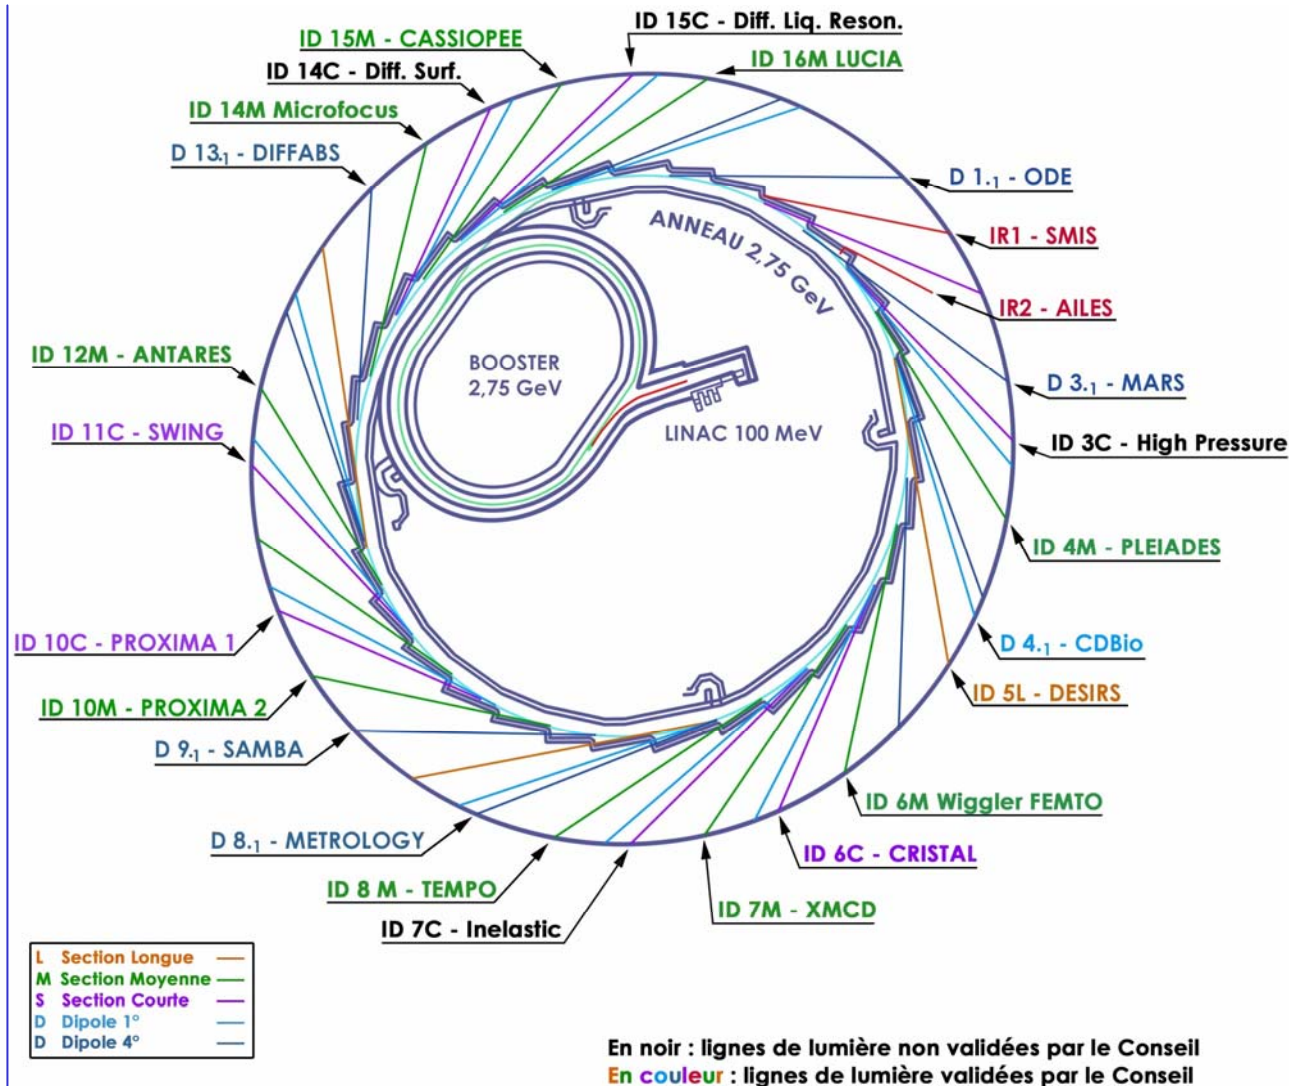 ID 15C - Diff. Liq. Reson.
ID 15M - CASSIOPEE
ID 16M LUCIA
ID 14C - Diff. Surf.
ID 14M Microfocus
D 13.1 - DIFFABS
D 1.1 - ODE
IR1 - SMIS
IR2 - AILES
ANNEAU 2,75 GeV
BOOSTER
2,75 GeV
LINAC 100 MeV
ID 12M - ANTARES
D 3.1 - MARS
ID 11C - SWING
ID 3C - High Pressure
ID 4M - PLEIADES
ID 10C - PROXIMA 1
D 4.1 - CDBio
ID 10M - PROXIMA 2
ID 5L - DESIRS
D 9.1 - SAMBA
ID 6M Wiggler FEMTO
D 8.1 - METROLOGY
ID 6C - CRISTAL
ID 8 M - TEMPO
ID 7M - XMCD
ID 7C - Inelastic
L Section Longue
M Section Moyenne
S Section Courte
D Dipole 1°
D Dipole 4°
En noir : lignes de lumière non validées par le Conseil
En couleur : lignes de lumière validées par le Conseil